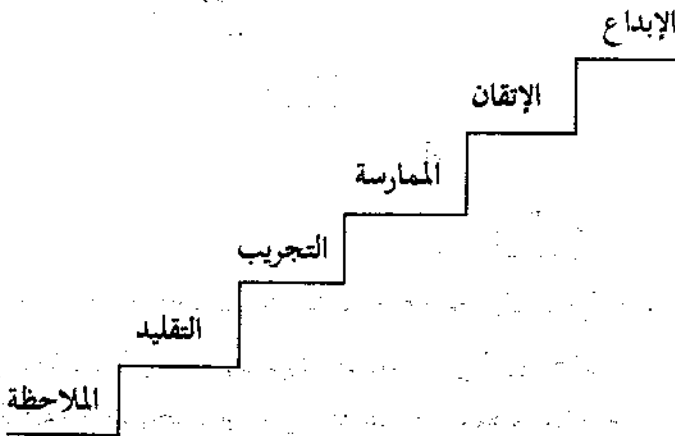 الإبداع
الإتقان
الممارسة
التجريب
التقليد
الملاحظة